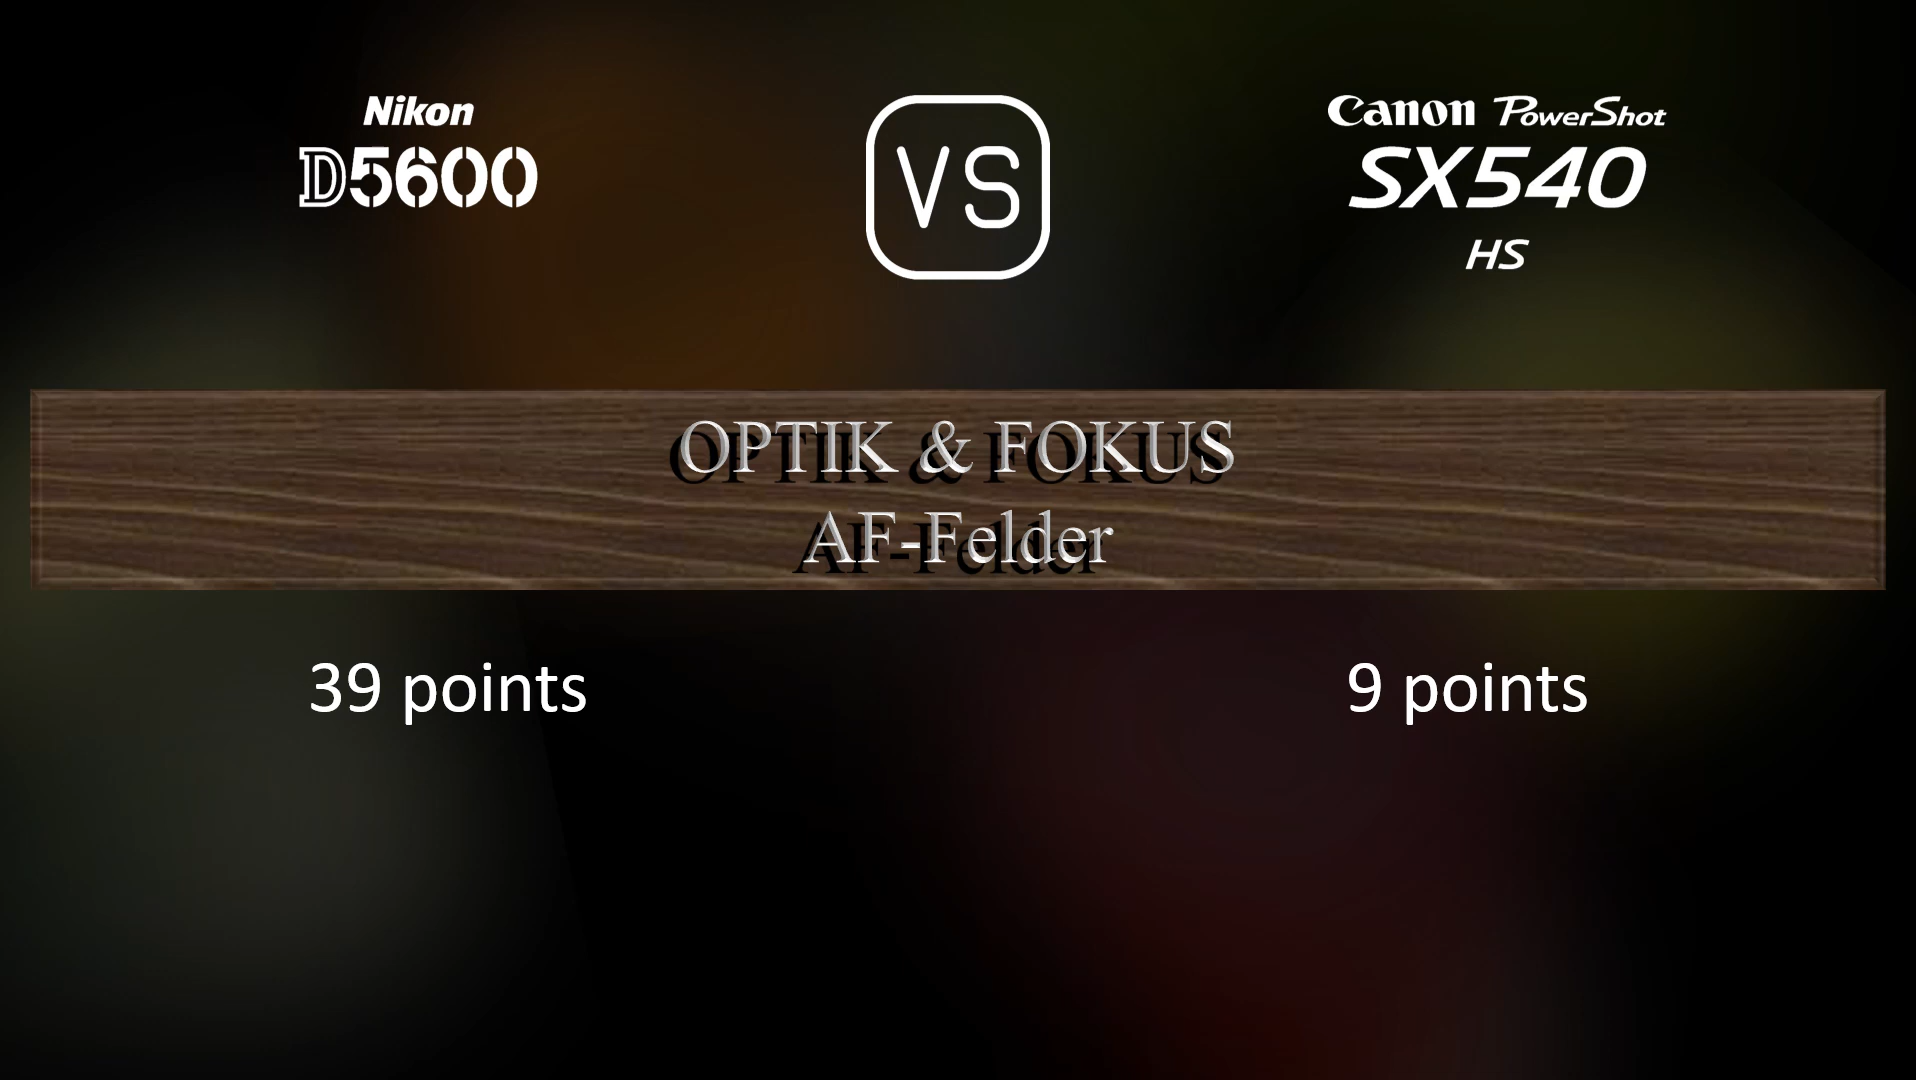 Nikon
D5600
VS
Canon PowerShot
SX540
HS
OPTIK & FOKUS
AF-Felder
39 points
9 points